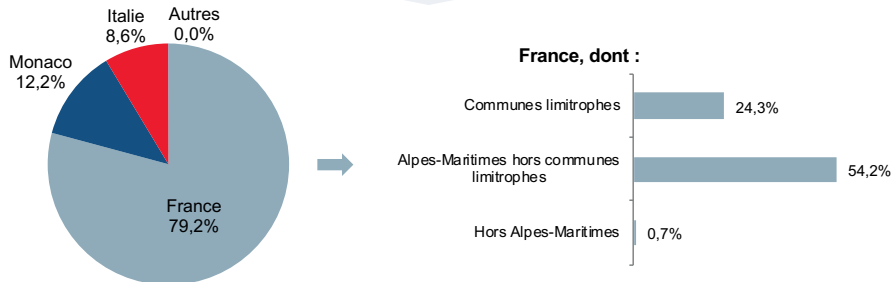 Italie
8,6%
Autres
0,0%
Monaco
12,2%
France
79,2%
France, dont :
Communes limitrophes
24,3%
Alpes-Maritimes hors communes
limitrophes
54,2%
Hors Alpes-Maritimes
0,7%